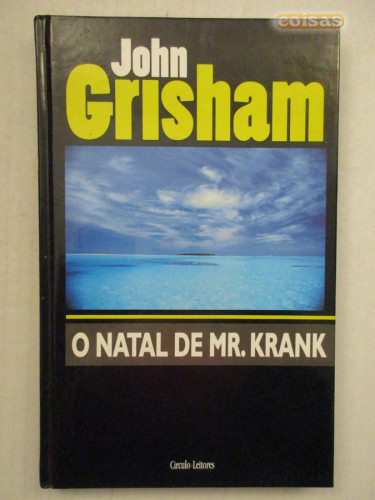 coisas
John
Grisham
O NATAL DE MR. KRANK
Círculo Leitores